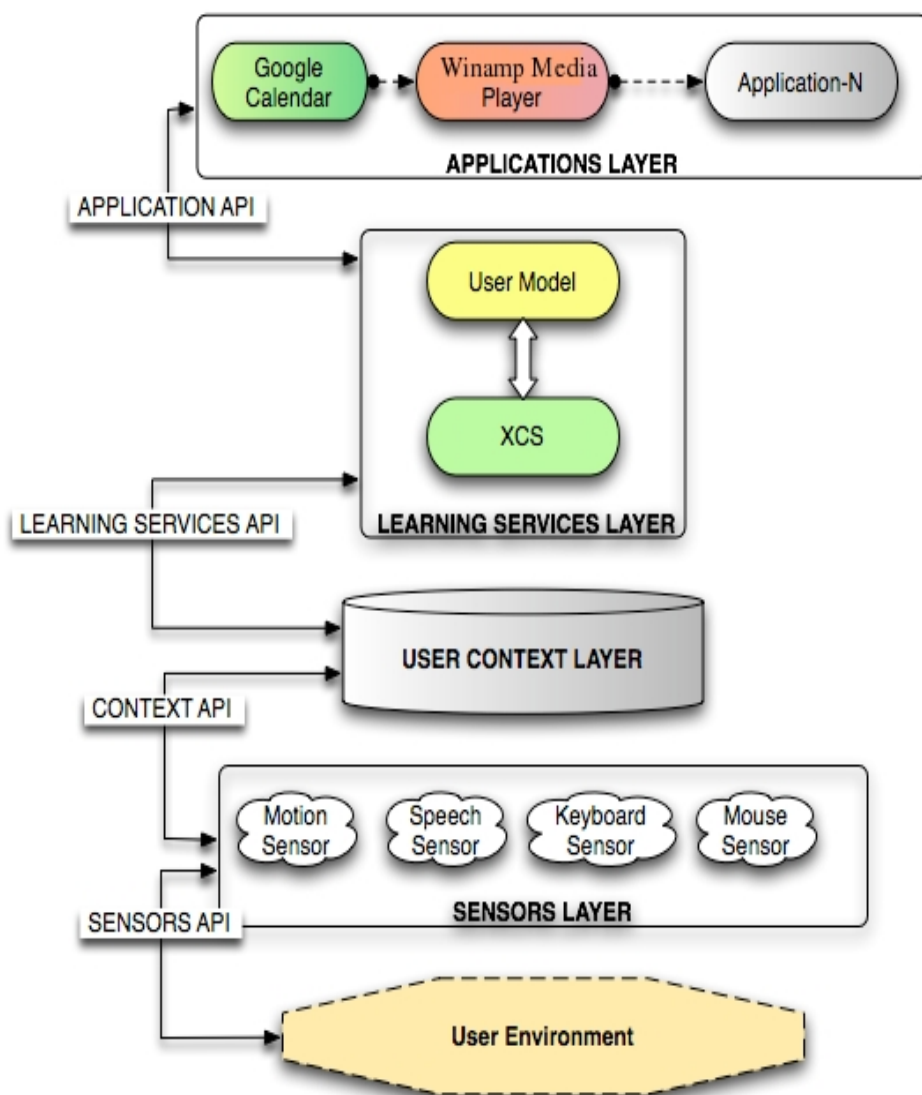 Google
Calendar
Winamp Media
Player
Application-N
APPLICATIONS LAYER
APPLICATION API
User Model
XCS
LEARNING SERVICES LAYER
LEARNING SERVICES API
USER CONTEXT LAYER
CONTEXT API
Motion
Sensor
Speech
Sensor
Keyboard
Sensor
Mouse
Sensor
SENSORS LAYER
SENSORS API
User Environment